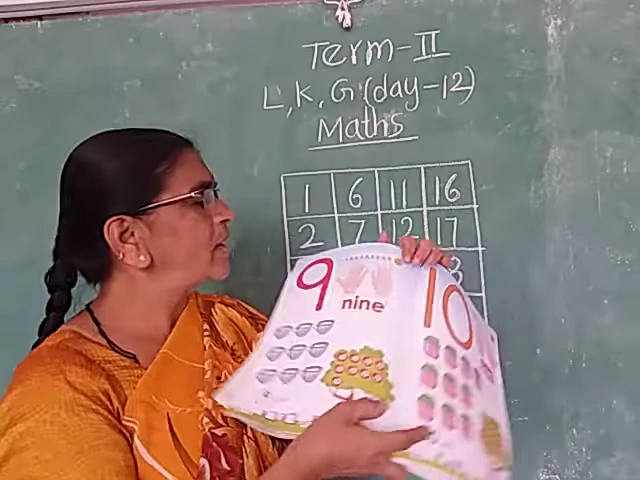 Term-II
L,K,G(day-12)
Maths
1 6 11 16
2 7 12 17
9 10
nine